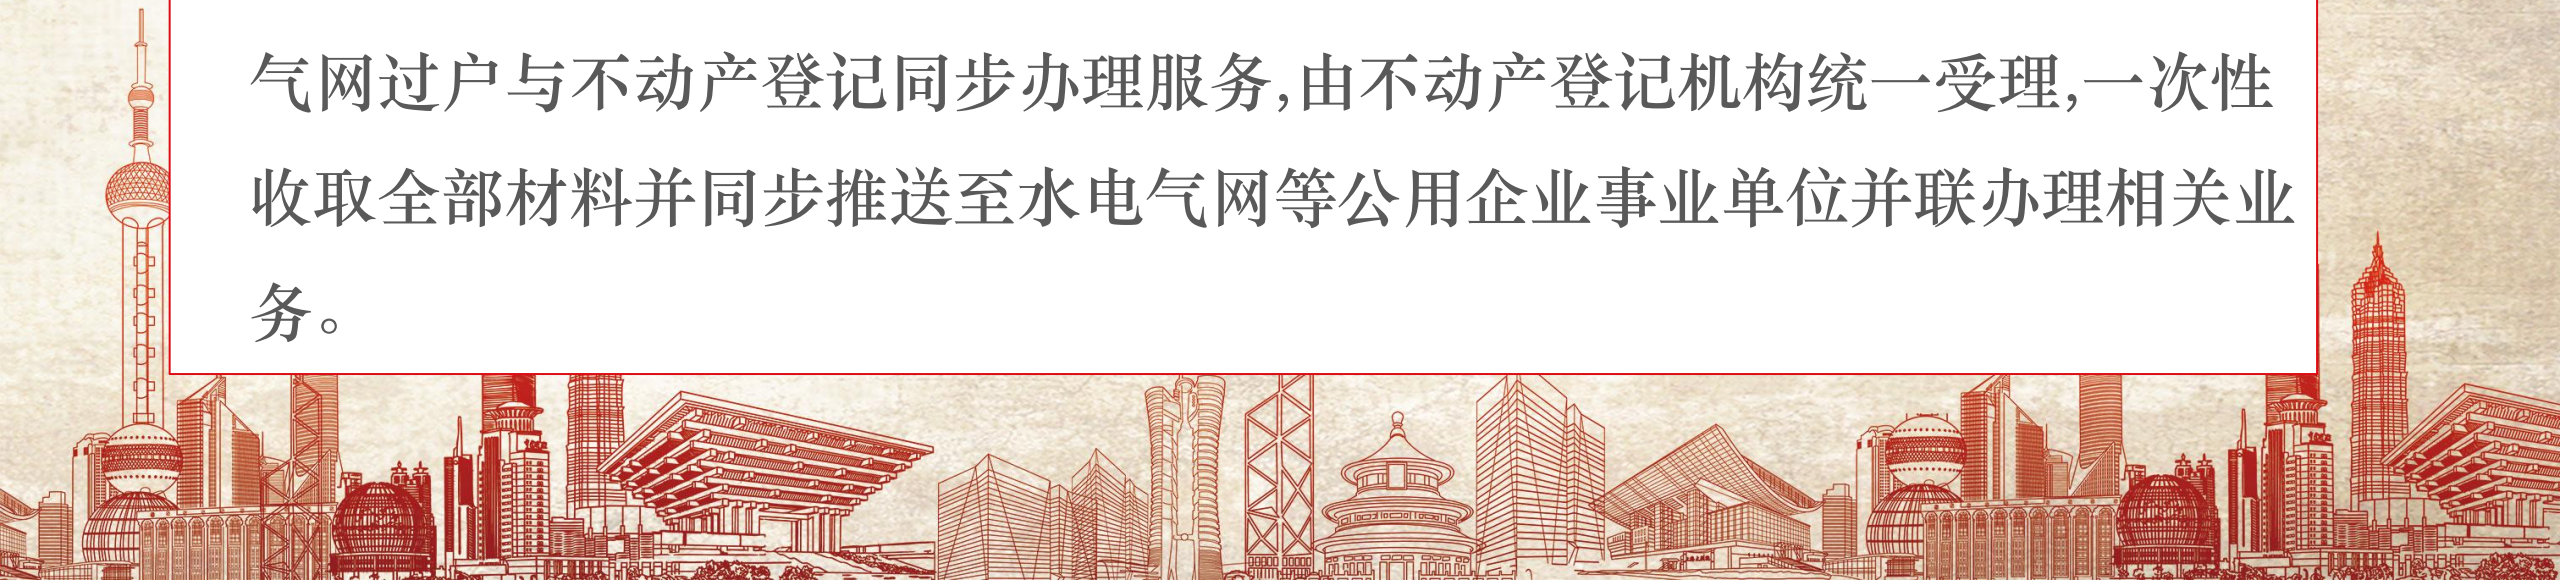 气网过户与不动产登记同步办理服务,由不动产登记机构统一受理,一次性
收取全部材料并同步推送至水电气网等公用企业事业单位并联办理相关业
务。